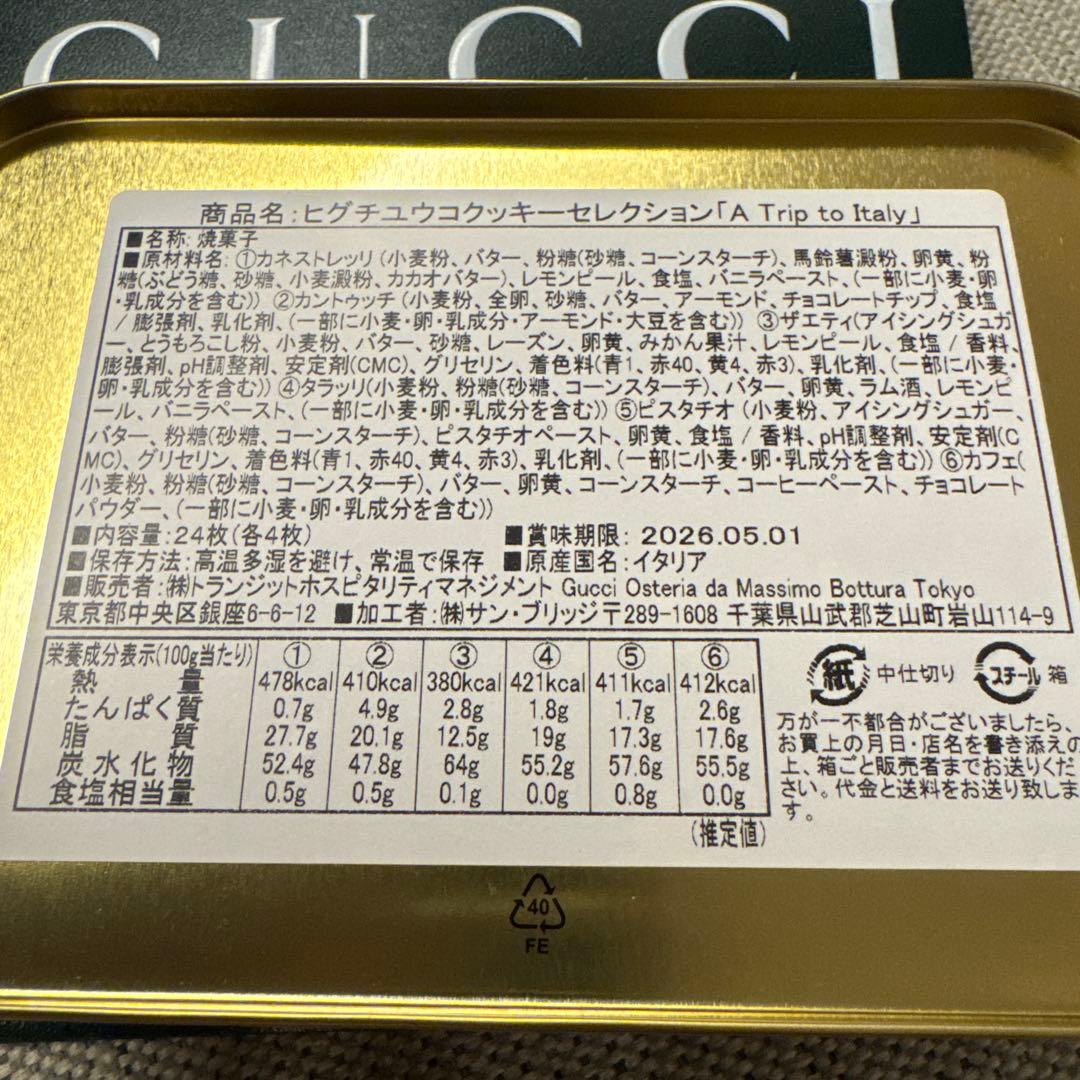 GUCCI
商品名:ヒグチユウコクッキーセレクション「A Trip to Italy」
■名称:焼菓子
■原材料名:①カネストレッリ(小麦粉、バター、粉糖(砂糖、コーンスターチ)、馬鈴薯澱粉、卵黄、粉
糖(ぶどう糖、砂糖、小麦澱粉、カカオバター)、レモンピール、食塩、バニラペースト、(一部に小麦・卵
・乳成分を含む)) ②カントゥッチ(小麦粉、全卵、砂糖、バター、アーモンド、チョコレートチップ、食塩
/ 膨張剤、乳化剤、(一部に小麦・卵・乳成分・アーモンド・大豆を含む)) ③ザエティ(アイシングシュガ
ー、とうもろこし粉、小麦粉、バター、砂糖、レーズン、卵黄、みかん果汁、レモンピール、食塩 / 香料、
膨張剤、pH調整剤、安定剤(CMC)、グリセリン、着色料(青1、赤40、黄4、赤3)、乳化剤、(一部に小麦・
卵・乳成分を含む)) ④タラッリ(小麦粉、粉糖(砂糖、コーンスターチ)、バター、卵黄、ラム酒、レモンピ
ール、バニラペースト、(一部に小麦・卵・乳成分を含む)) ⑤ピスタチオ(小麦粉、アイシングシュガー、
バター、粉糖(砂糖、コーンスターチ)、ピスタチオペースト、卵黄、食塩 / 香料、pH調整剤、安定剤(C
MC)、グリセリン、着色料(青1、赤40、黄4、赤3)、乳化剤、(一部に小麦・卵・乳成分を含む)) ⑥カフェ(
小麦粉、粉糖(砂糖、コーンスターチ)、バター、卵黄、コーンスターチ、コーヒーペースト、チョコレート
パウダー、(一部に小麦・卵・乳成分を含む))
■内容量:24枚(各4枚) ■賞味期限: 2026.05.01
■保存方法:高温多湿を避け、常温で保存 ■原産国名:イタリア
■販売者:㈱トランジットホスピタリティマネジメント Gucci Osteria da Massimo Bottura Tokyo
東京都中央区銀座6-6-12 ■加工者:㈱サン・ブリッジ〒289-1608 千葉県山武郡芝山町岩山114-9
栄養成分表示(100g当たり) ① ② ③ ④ ⑤ ⑥
熱量 478kcal 410kcal 380kcal 421kcal 411kcal 412kcal
たんぱく質 0.7g 4.9g 2.8g 1.8g 1.7g 2.6g
脂質 27.7g 20.1g 12.5g 19g 17.3g 17.6g
炭水化物 52.4g 47.8g 64g 55.2g 57.6g 55.5g
食塩相当量 0.5g 0.5g 0.1g 0.0g 0.8g 0.0g
(推定値)
紙 中仕切り スチール 箱
万が一不都合がございましたら、
お買上の月日・店名を書き添えの
上、箱ごと販売者までお送りくだ
さい。代金と送料をお送り致しま
す。
40
FE